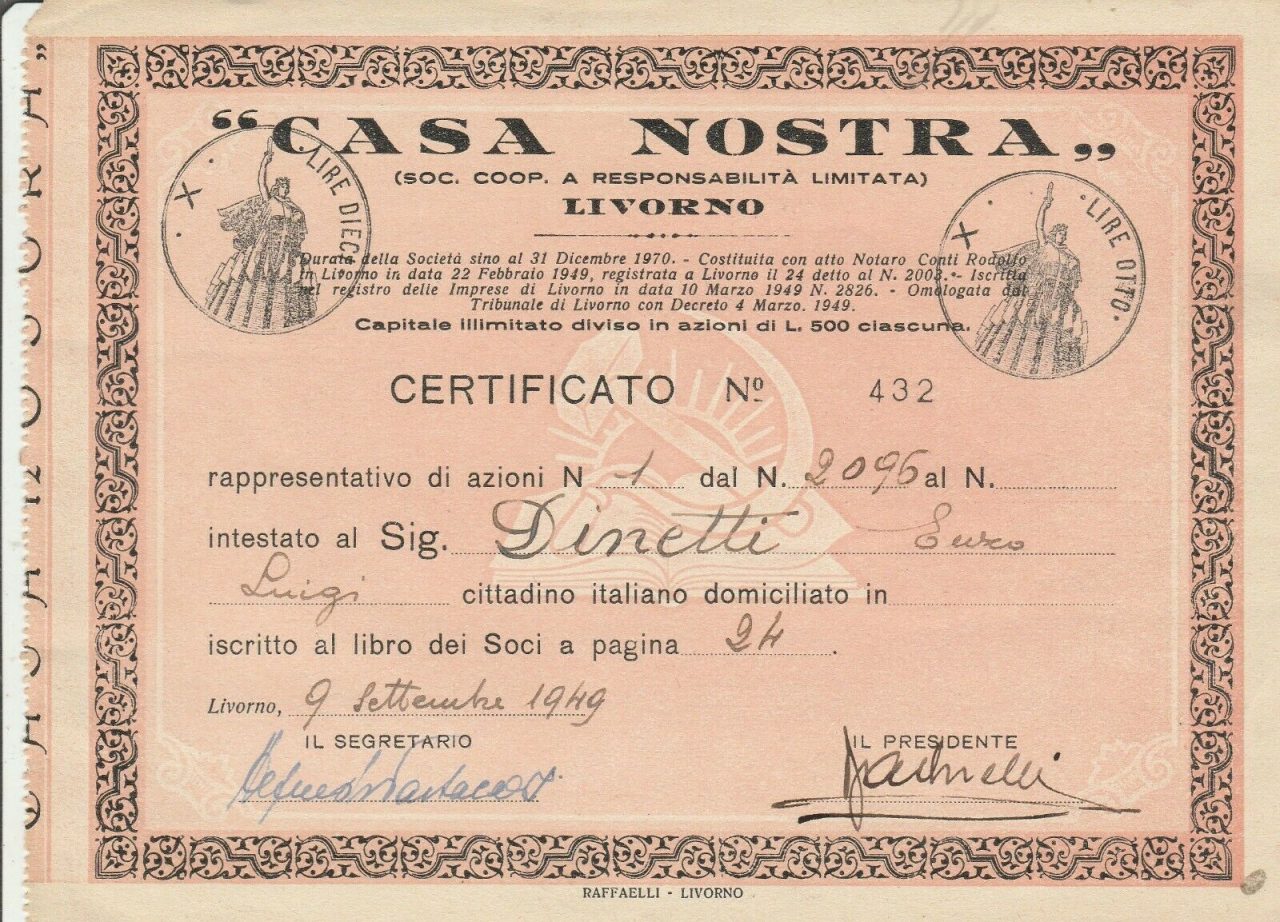 "CASA NOSTRA„
(SOC. COOP. A RESPONSABILITÀ LIMITATA)
LIVORNO
X LIRE DIECI
X LIRE OTTO
Durata della Società sino al 31 Dicembre 1970. - Costituita con atto Notaro Conti Rodolfo
in Livorno in data 22 Febbraio 1949, registrata a Livorno il 24 detto al N. 2003. - Iscritta
nel registro delle Imprese di Livorno in data 10 Marzo 1949 N. 2826. - Omologata dal
Tribunale di Livorno con Decreto 4 Marzo. 1949.
Capitale illimitato diviso in azioni di L. 500 ciascuna.
CERTIFICATO Nº 432
rappresentativo di azioni N 1 dal N. 2096 al N.
intestato al Sig. Dinetti
Luigi cittadino italiano domiciliato in
iscritto al libro dei Soci a pagina 24.
Livorno, 9 Settembre 1949
IL SEGRETARIO IL PRESIDENTE
RAFFAELLI - LIVORNO